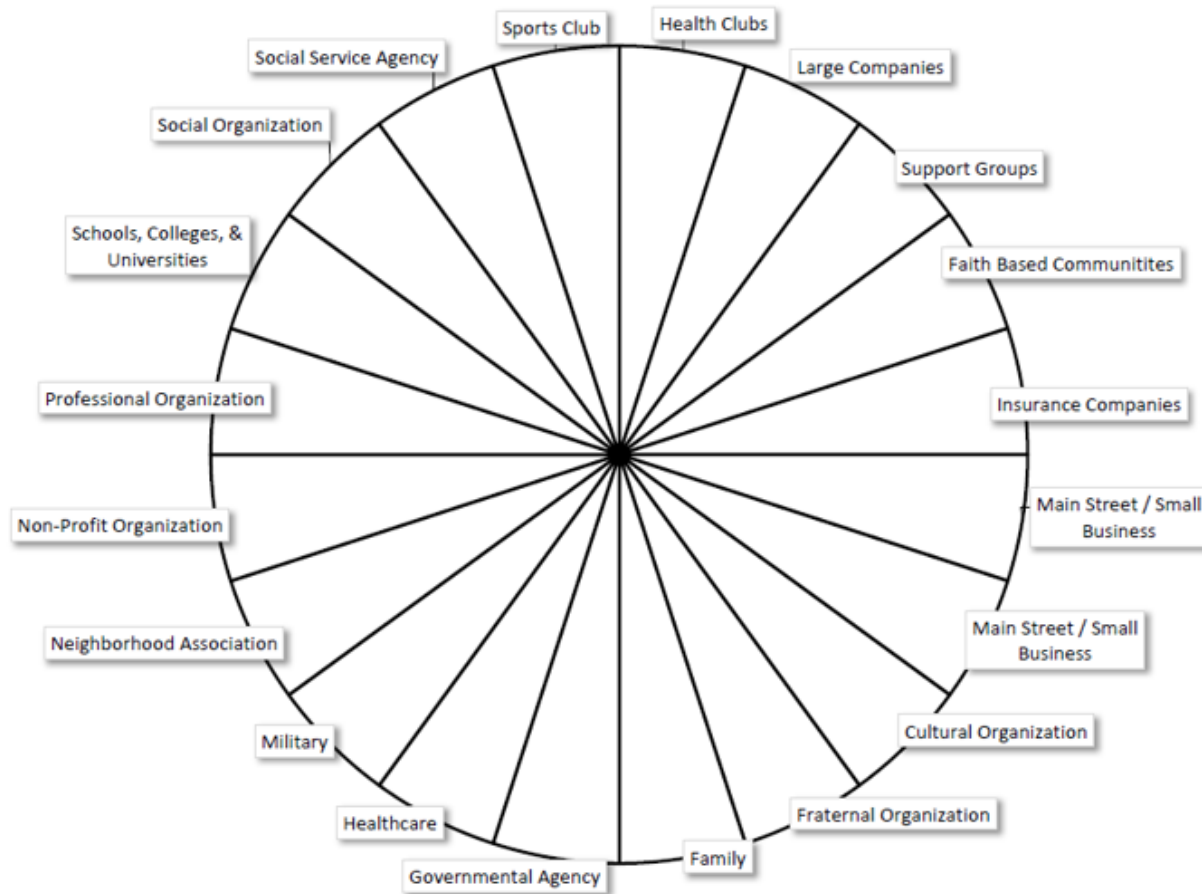 Sports Club
Health Clubs
Social Service Agency
Large Companies
Social Organization
Support Groups
Schools, Colleges, &
Universities
Faith Based Communitites
Professional Organization
Insurance Companies
Non-Profit Organization
Main Street / Small
Business
Neighborhood Association
Main Street / Small
Business
Military
Cultural Organization
Healthcare
Fraternal Organization
Governmental Agency
Family